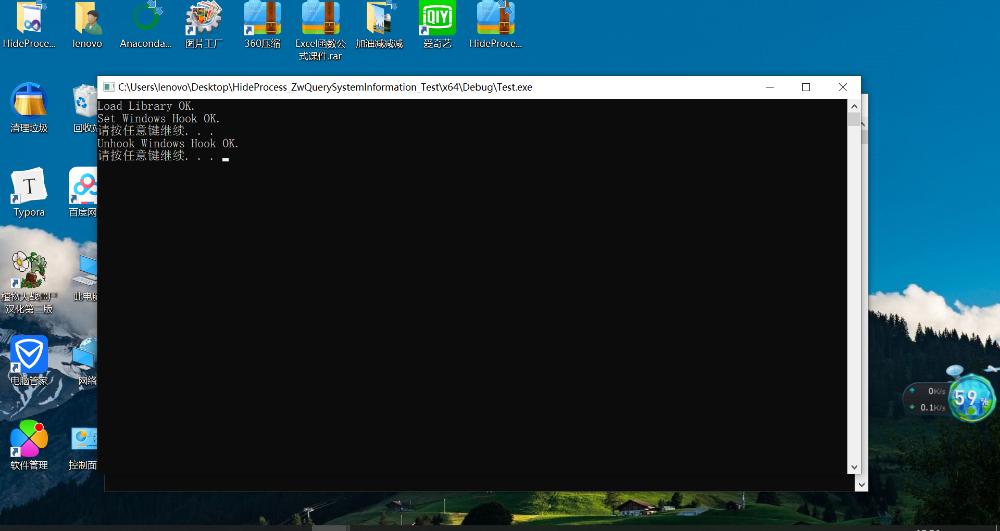 HideProce...
lenovo
Anaconda...
图片工厂
360压缩
Excel函数公
式课件.rar
加油减减减
爱奇艺
HideProce...
QIY
C:\Users\lenovo\Desktop\HideProcess_ZwQuerySystemInformation_Test\x64\Debug\Test.exe
Load Library OK.
Set Windows Hook OK.
请按任意键继续. . .
Unhook Windows Hook OK.
请按任意键继续. . .
清理垃圾
回收
T
Typora
百度网
植物大战僵尸
汉化第二版
此电脑
电脑管家
网络
软件管理
控制面
0K/s
0.1K/s
59%